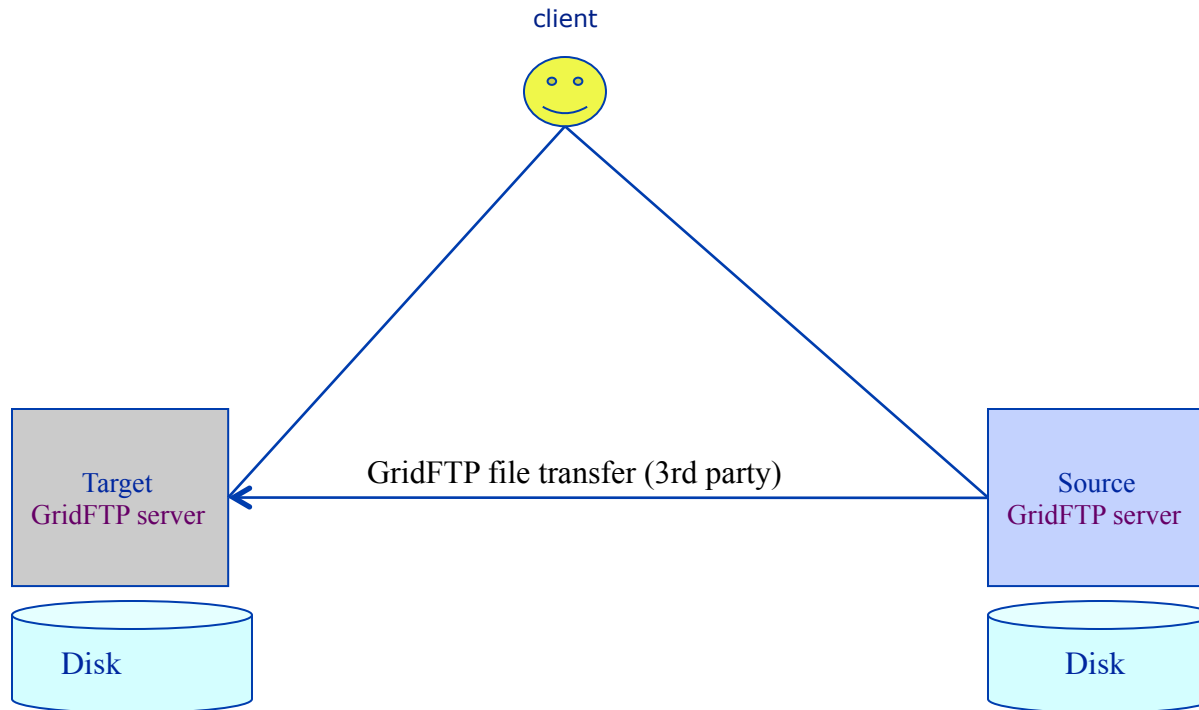 client
GridFTP file transfer (3rd party)
Target
GridFTP server
Source
GridFTP server
Disk
Disk